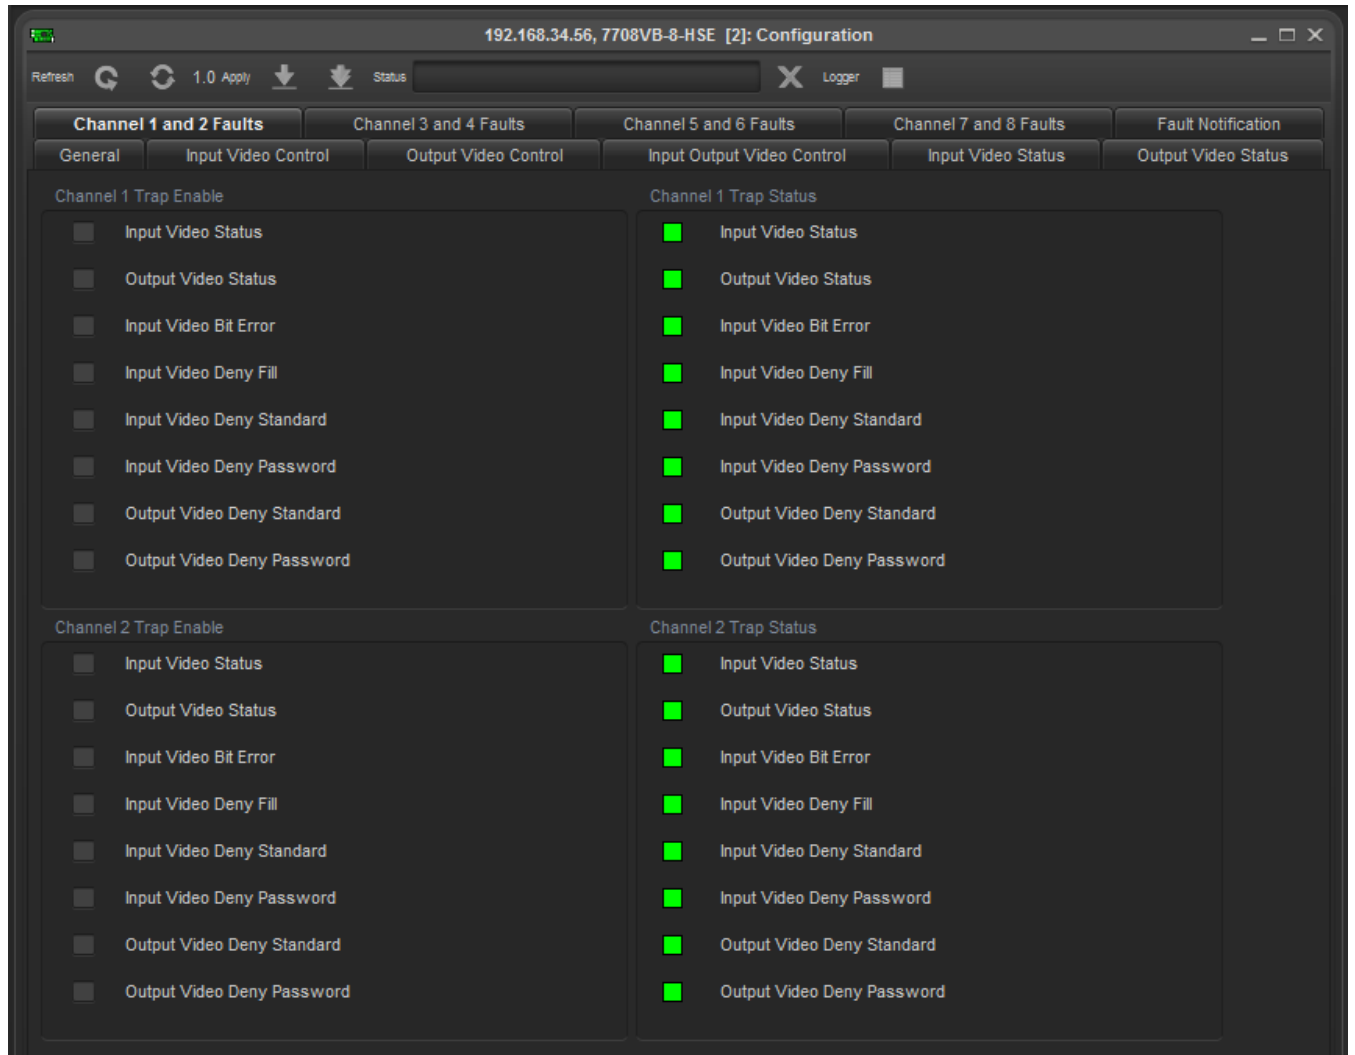 192.168.34.56, 7708VB-8-HSE [2]: Configuration
Refresh 1.0 Apply Status Logger
Channel 1 and 2 Faults Channel 3 and 4 Faults Channel 5 and 6 Faults Channel 7 and 8 Faults Fault Notification
General Input Video Control Output Video Control Input Output Video Control Input Video Status Output Video Status
Channel 1 Trap Enable
Input Video Status
Output Video Status
Input Video Bit Error
Input Video Deny Fill
Input Video Deny Standard
Input Video Deny Password
Output Video Deny Standard
Output Video Deny Password
Channel 1 Trap Status
Input Video Status
Output Video Status
Input Video Bit Error
Input Video Deny Fill
Input Video Deny Standard
Input Video Deny Password
Output Video Deny Standard
Output Video Deny Password
Channel 2 Trap Enable
Input Video Status
Output Video Status
Input Video Bit Error
Input Video Deny Fill
Input Video Deny Standard
Input Video Deny Password
Output Video Deny Standard
Output Video Deny Password
Channel 2 Trap Status
Input Video Status
Output Video Status
Input Video Bit Error
Input Video Deny Fill
Input Video Deny Standard
Input Video Deny Password
Output Video Deny Standard
Output Video Deny Password